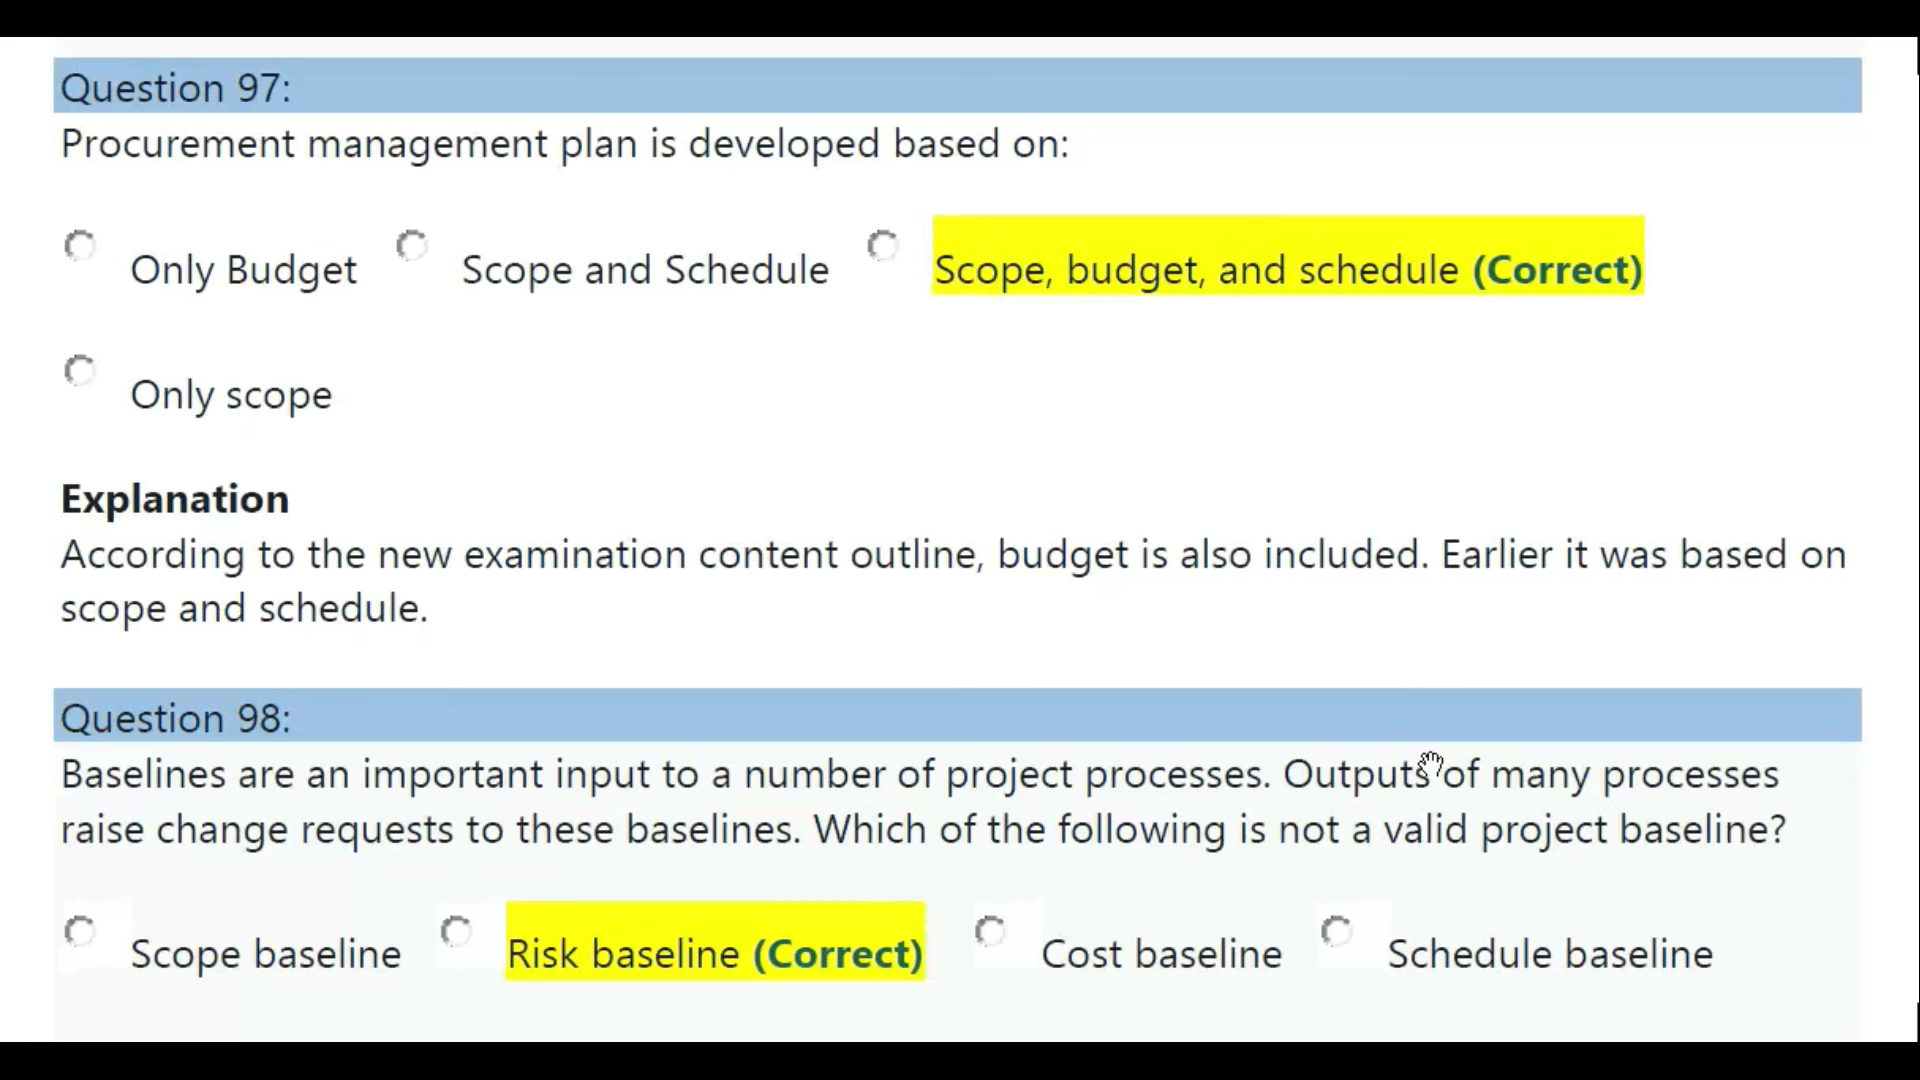 Question 97:
Procurement management plan is developed based on:
Only Budget Scope and Schedule Scope, budget, and schedule (Correct)
Only scope
Explanation
According to the new examination content outline, budget is also included. Earlier it was based on
scope and schedule.
Question 98:
Baselines are an important input to a number of project processes. Outputs of many processes
raise change requests to these baselines. Which of the following is not a valid project baseline?
Scope baseline Risk baseline (Correct) Cost baseline Schedule baseline